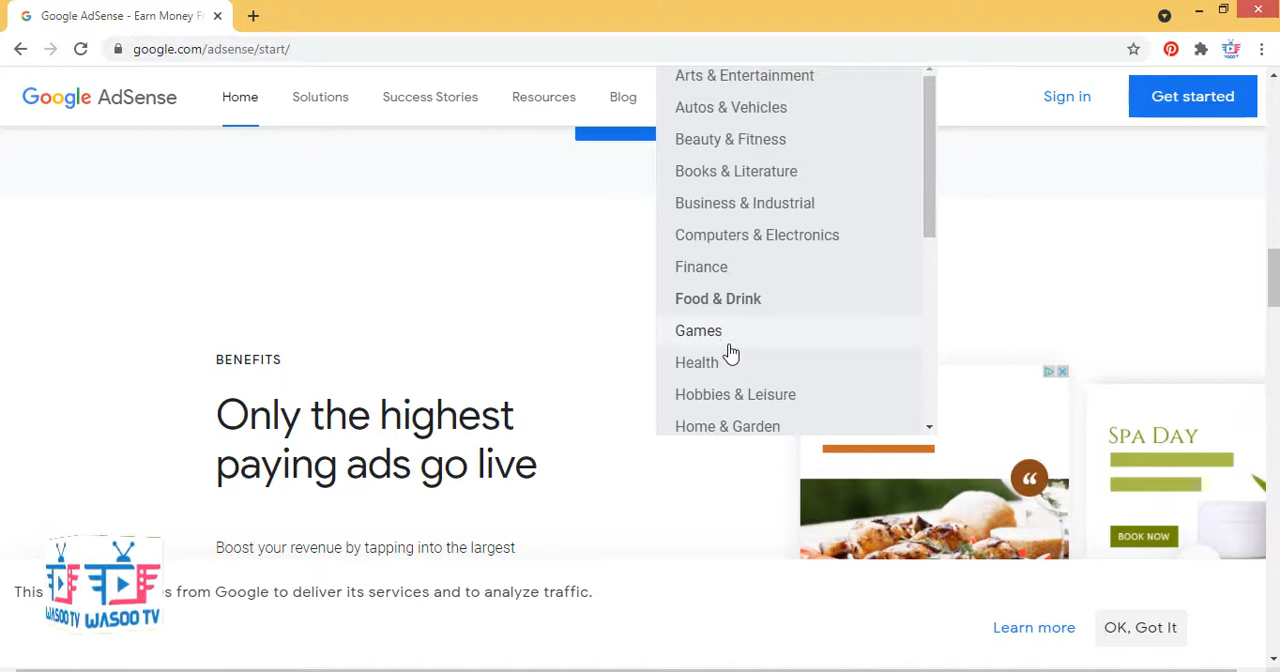 Google AdSense - Earn Money F
google.com/adsense/start/
Google AdSense
Home
Solutions
Success Stories
Resources
Blog
Sign in
Get started
Arts & Entertainment
Autos & Vehicles
Beauty & Fitness
Books & Literature
Business & Industrial
Computers & Electronics
Finance
Food & Drink
Games
Health
Hobbies & Leisure
Home & Garden
BENEFITS
Only the highest
paying ads go live
Boost your revenue by tapping into the largest
SPA DAY
BOOK NOW
This s from Google to deliver its services and to analyze traffic.
WASOO TV WASOO TV
Learn more
OK, Got It